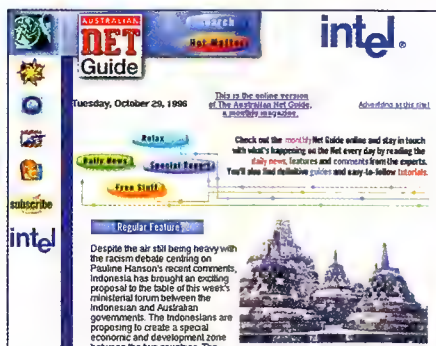 AUSTRALIAN
NET
Guide
Search
Hot Matter
intel®
Tuesday, October 29, 1996
This is the online version
of The Australian Net Guide,
a monthly magazine.
Advertising at this site!
Relax
Daily News
Special Report
Free Stuff
Check out the monthly Net Guide online and stay in touch
with what's happening on the Net every day by reading the
daily news, features and comments from the experts.
You'll also find definitive guides and easy-to-follow tutorials.
subscribe
intel
Regular Feature
Despite the air still being heavy with
the racism debate centring on
Pauline Hanson's recent comments,
Indonesia has brought an exciting
proposal to the table of this week's
ministerial forum between the
Indonesian and Australian
governments. The Indonesians are
proposing to create a special
economic and development zone
between the two countries. The